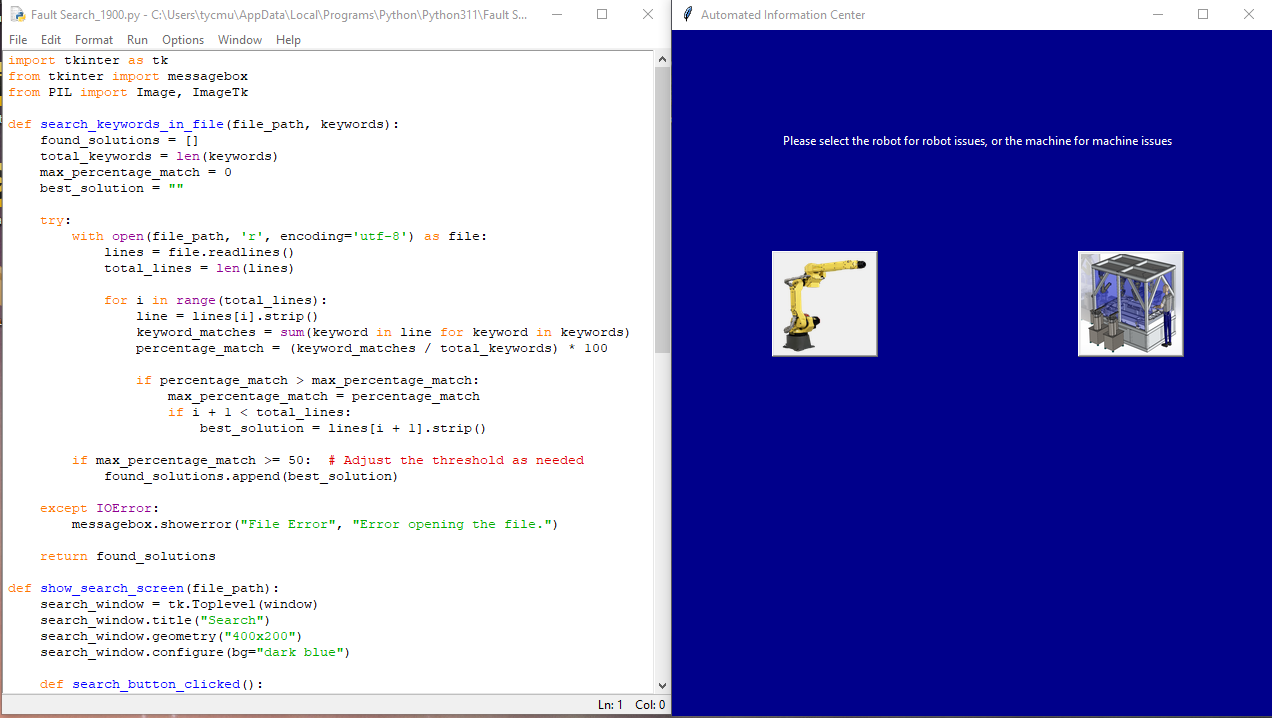 Fault Search_1900.py - C:\Users\tycmu\AppData\Local\Programs\Python\Python311\Fault S...
File Edit Format Run Options Window Help
import tkinter as tk
from tkinter import messagebox
from PIL import Image, ImageTk

def search_keywords_in_file(file_path, keywords):
    found_solutions = []
    total_keywords = len(keywords)
    max_percentage_match = 0
    best_solution = ""

    try:
        with open(file_path, 'r', encoding='utf-8') as file:
            lines = file.readlines()
            total_lines = len(lines)

            for i in range(total_lines):
                line = lines[i].strip()
                keyword_matches = sum(keyword in line for keyword in keywords)
                percentage_match = (keyword_matches / total_keywords) * 100

                if percentage_match > max_percentage_match:
                    max_percentage_match = percentage_match
                    if i + 1 < total_lines:
                        best_solution = lines[i + 1].strip()

        if max_percentage_match >= 50:  # Adjust the threshold as needed
            found_solutions.append(best_solution)

    except IOError:
        messagebox.showerror("File Error", "Error opening the file.")

    return found_solutions

def show_search_screen(file_path):
    search_window = tk.Toplevel(window)
    search_window.title("Search")
    search_window.geometry("400x200")
    search_window.configure(bg="dark blue")

    def search_button_clicked():
Ln: 1 Col: 0
Automated Information Center
Please select the robot for robot issues, or the machine for machine issues